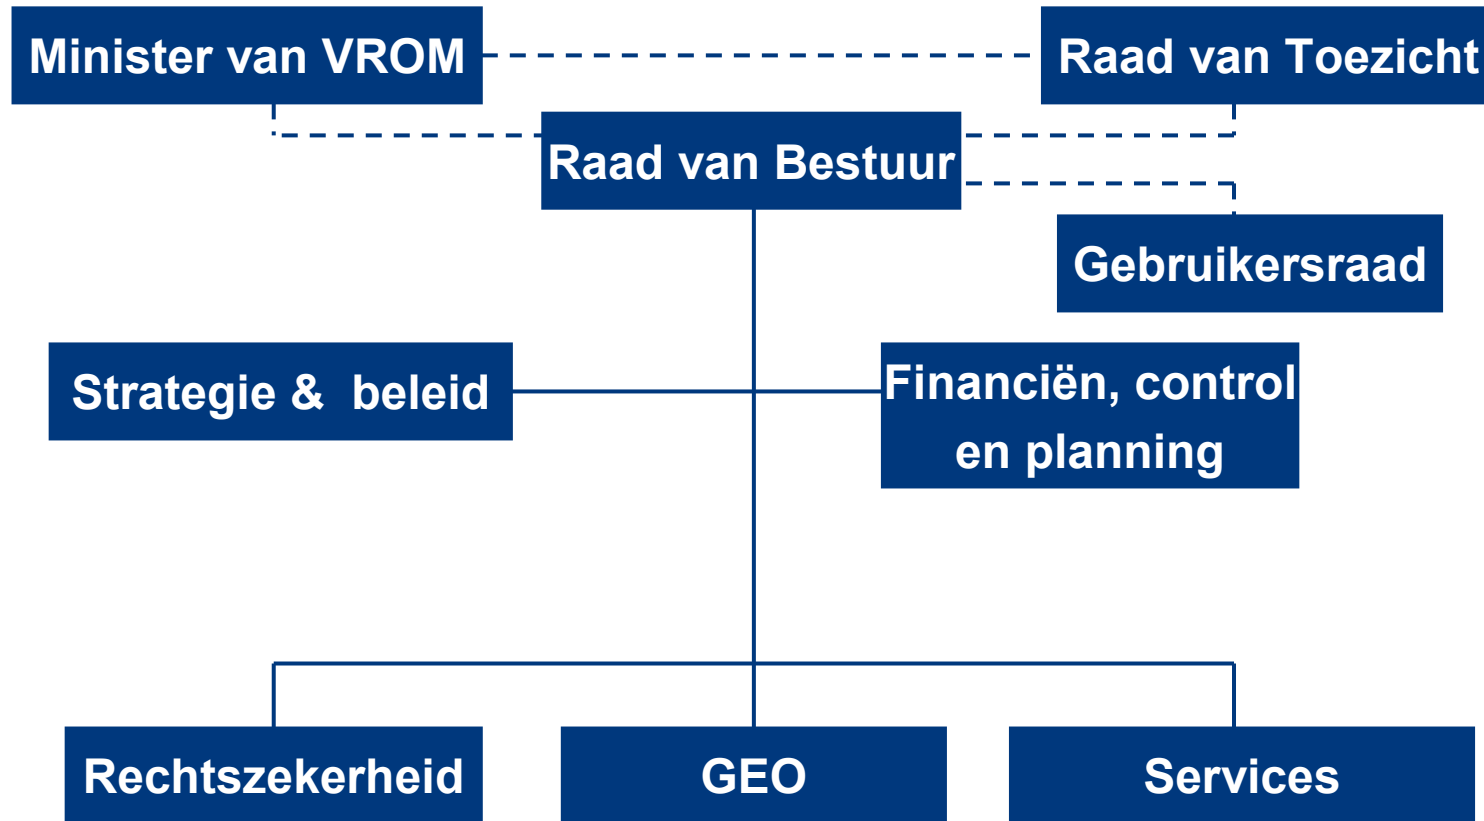 Minister van VROM
Raad van Toezicht
Raad van Bestuur
Gebruikersraad
Strategie & beleid
Financiën, control
en planning
Rechtszekerheid
GEO
Services